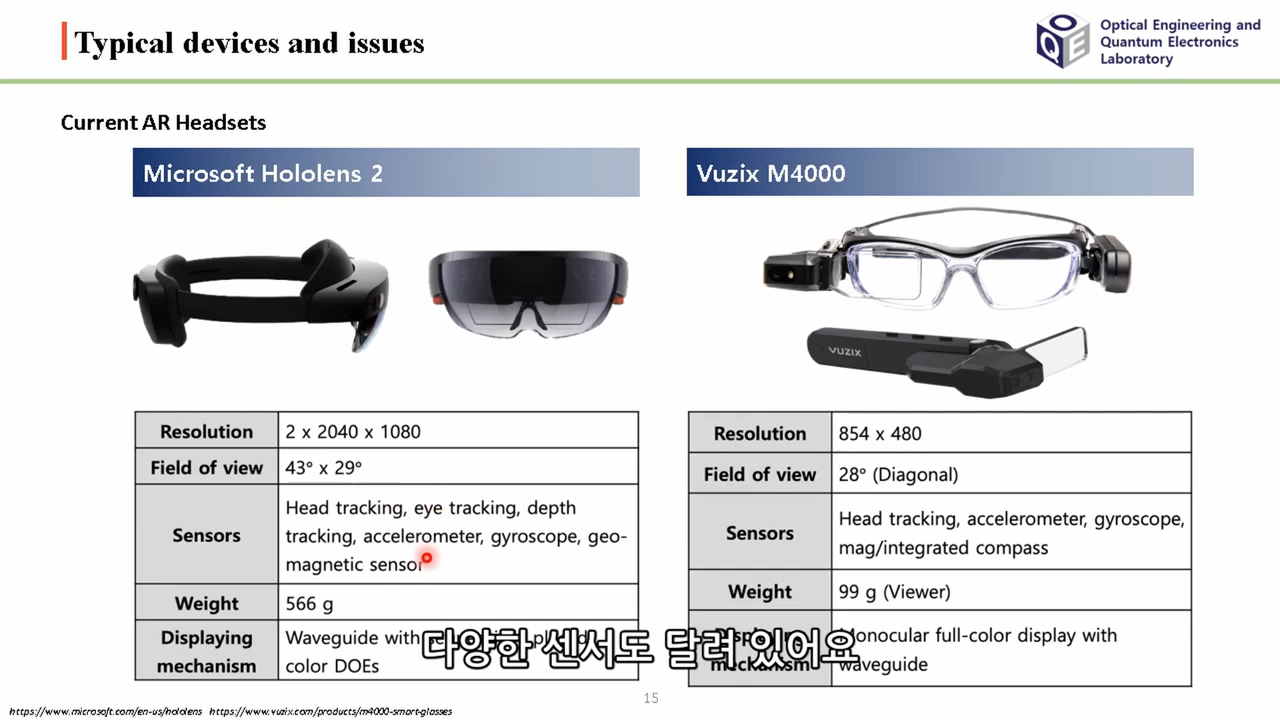 Typical devices and issues
Optical Engineering and
Quantum Electronics
Laboratory
OQE
Current AR Headsets
Microsoft Hololens 2
Vuzix M4000
VUZIX
Resolution
2 x 2040 x 1080
Field of view
43° x 29°
Sensors
Head tracking, eye tracking, depth
tracking, accelerometer, gyroscope, geo-
magnetic sensor
Weight
566 g
Displaying
mechanism
Waveguide with
color DOEs
Resolution
854 x 480
Field of view
28° (Diagonal)
Sensors
Head tracking, accelerometer, gyroscope,
mag/integrated compass
Weight
99 g (Viewer)
mechanism
Monocular full-color display with
waveguide
다양한 센서도 달려 있어요
15
https://www.microsoft.com/en-us/hololens https://www.vuzix.com/products/m4000-smart-glasses